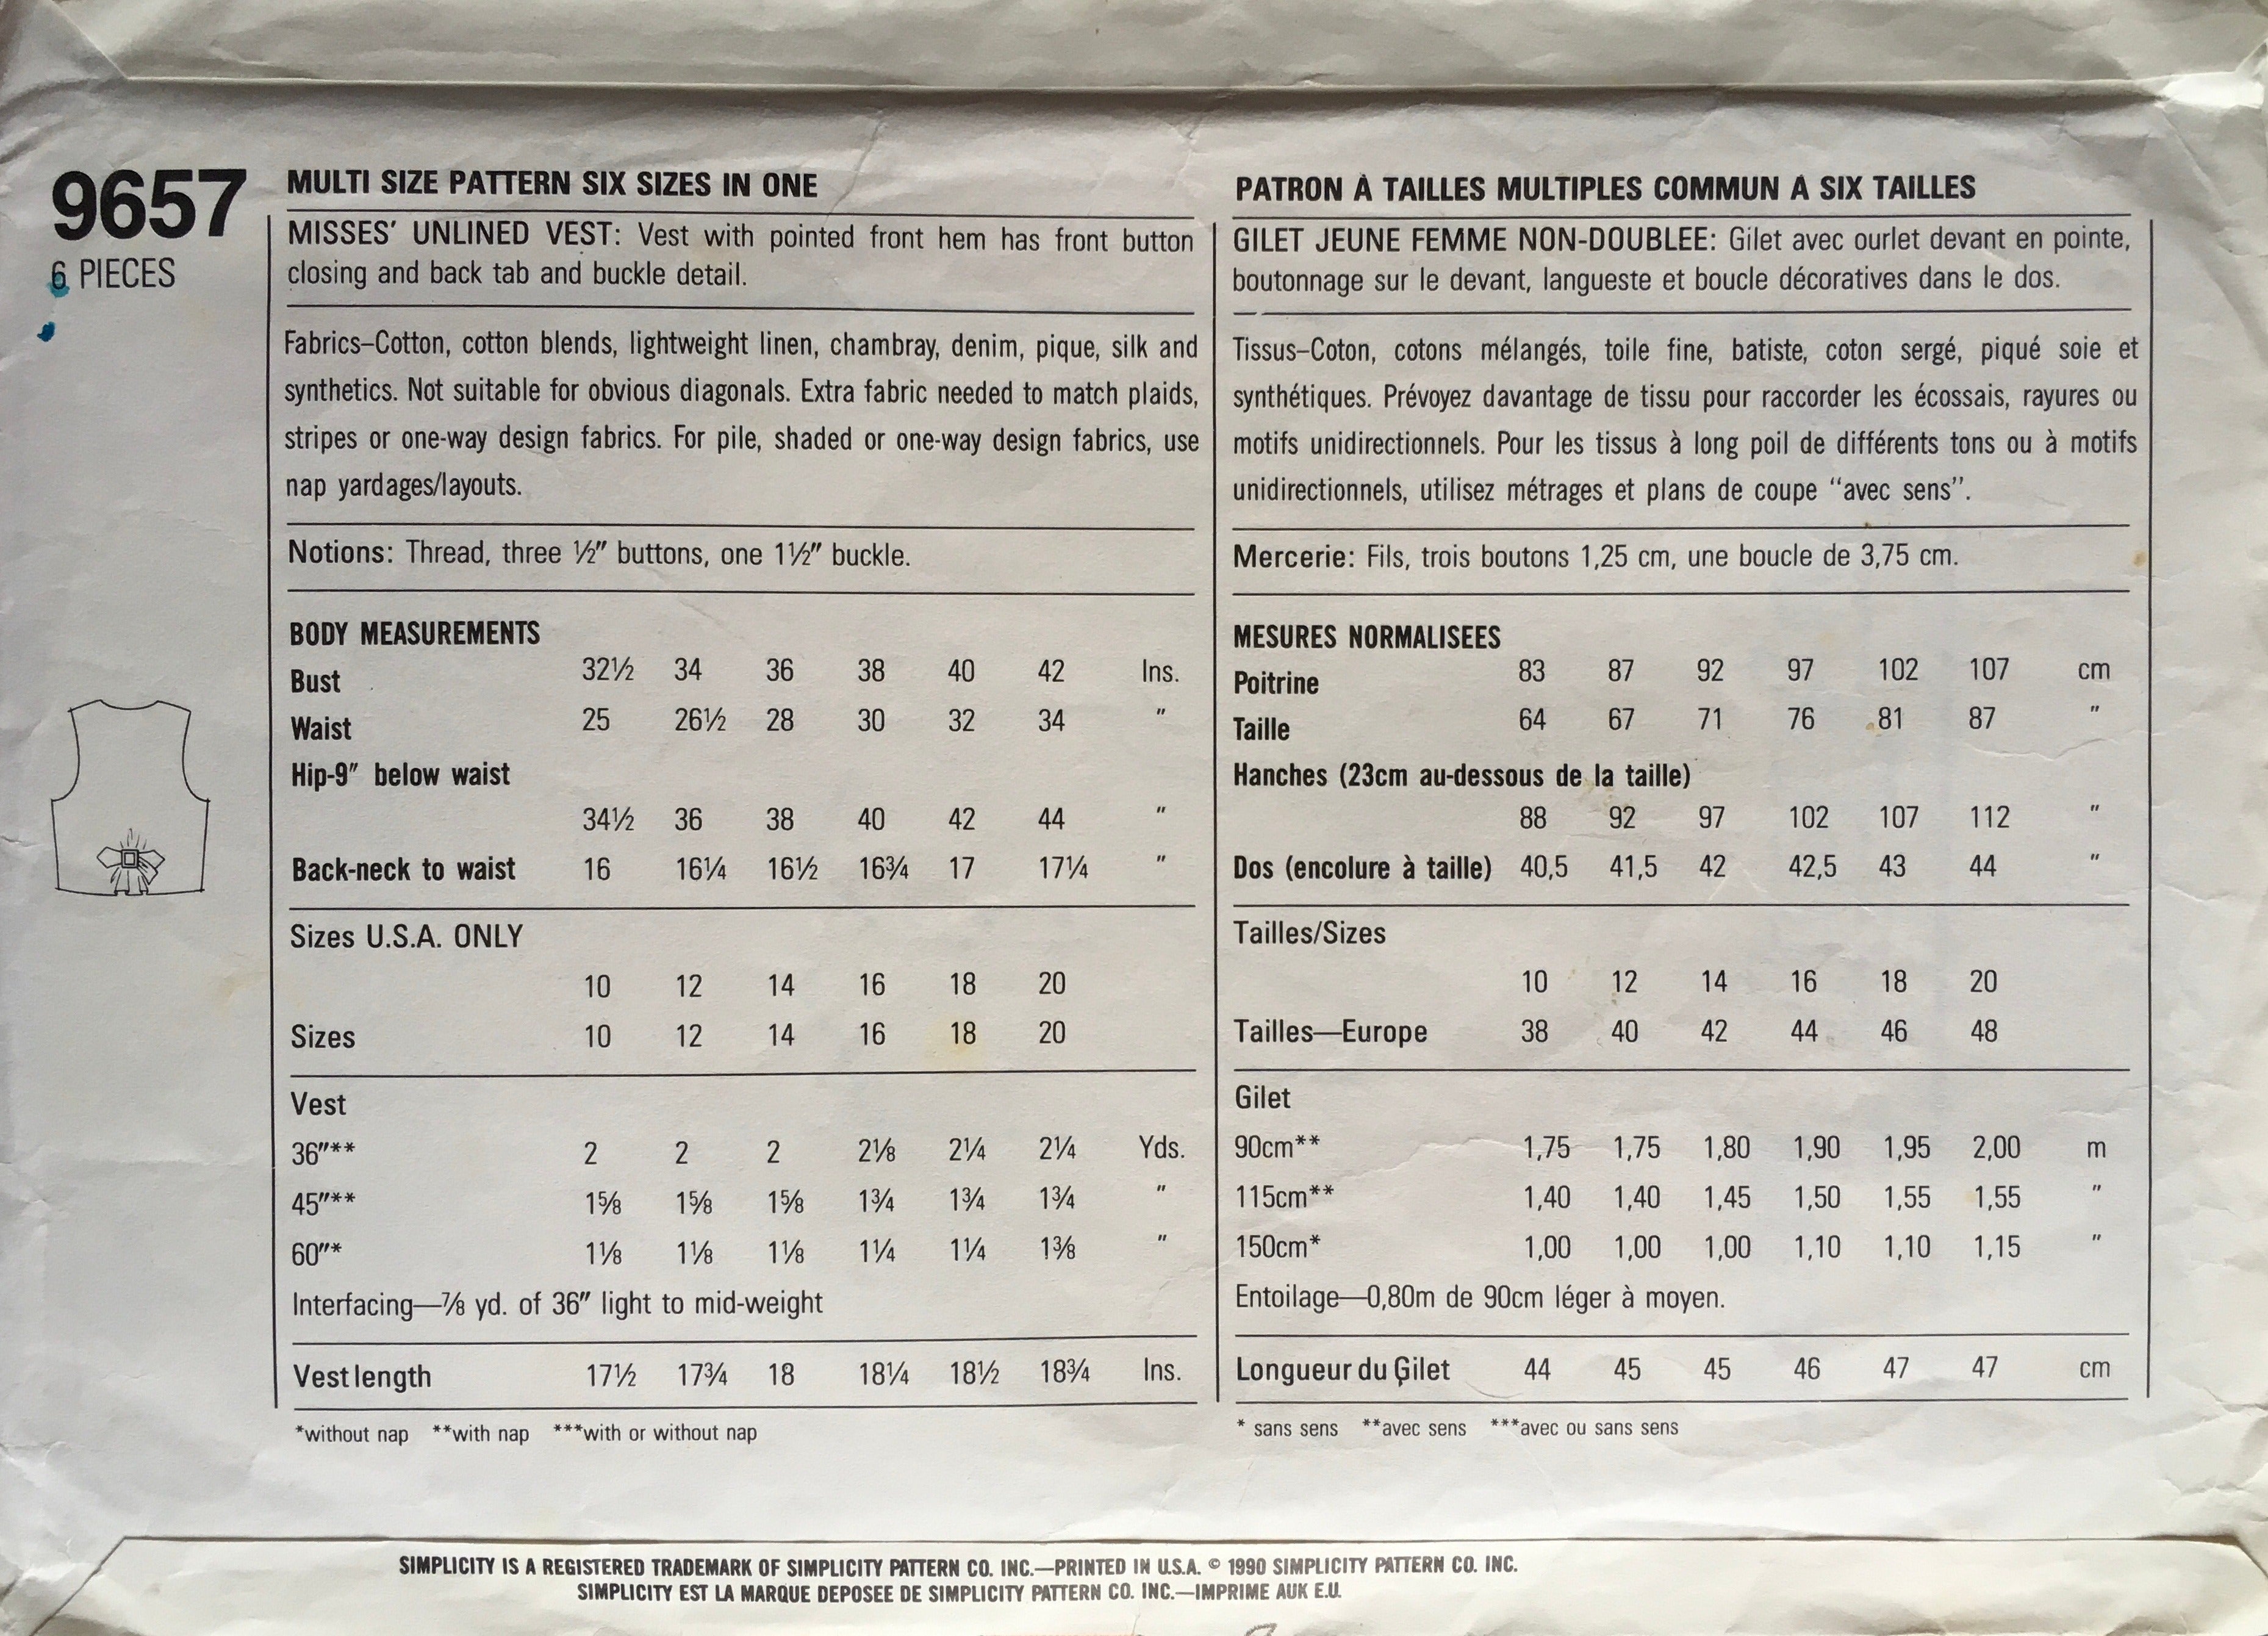 9657
6 PIECES
MULTI SIZE PATTERN SIX SIZES IN ONE
MISSES' UNLINED VEST: Vest with pointed front hem has front button
closing and back tab and buckle detail.
Fabrics–Cotton, cotton blends, lightweight linen, chambray, denim, pique, silk and
synthetics. Not suitable for obvious diagonals. Extra fabric needed to match plaids,
stripes or one-way design fabrics. For pile, shaded or one-way design fabrics, use
nap yardages/layouts.
Notions: Thread, three ½″ buttons, one 1½″ buckle.
BODY MEASUREMENTS
Bust 32½ 34 36 38 40 42 Ins.
Waist 25 26½ 28 30 32 34 ″
Hip-9″ below waist
34½ 36 38 40 42 44 ″
Back-neck to waist 16 16¼ 16½ 16¾ 17 17¼ ″
Sizes U.S.A. ONLY
10 12 14 16 18 20
Sizes 10 12 14 16 18 20
Vest
36″** 2 2 2 2⅛ 2¼ 2¼ Yds.
45″** 1⅝ 1⅝ 1⅝ 1¾ 1¾ 1¾ ″
60″* 1⅛ 1⅛ 1⅛ 1¼ 1¼ 1⅜ ″
Interfacing—⅞ yd. of 36″ light to mid-weight
Vest length 17½ 17¾ 18 18¼ 18½ 18¾ Ins.
*without nap **with nap ***with or without nap
PATRON À TAILLES MULTIPLES COMMUN A SIX TAILLES
GILET JEUNE FEMME NON-DOUBLEE: Gilet avec ourlet devant en pointe,
boutonnage sur le devant, langueste et boucle décoratives dans le dos.
Tissus–Coton, cotons mélangés, toile fine, batiste, coton sergé, piqué soie et
synthétiques. Prévoyez davantage de tissu pour raccorder les écossais, rayures ou
motifs unidirectionnels. Pour les tissus à long poil de différents tons ou à motifs
unidirectionnels, utilisez métrages et plans de coupe “avec sens”.
Mercerie: Fils, trois boutons 1,25 cm, une boucle de 3,75 cm.
MESURES NORMALISEES
Poitrine 83 87 92 97 102 107 cm
Taille 64 67 71 76 81 87 ″
Hanches (23cm au-dessous de la taille)
88 92 97 102 107 112 ″
Dos (encolure à taille) 40,5 41,5 42 42,5 43 44 ″
Tailles/Sizes
10 12 14 16 18 20
Tailles—Europe 38 40 42 44 46 48
Gilet
90cm** 1,75 1,75 1,80 1,90 1,95 2,00 m
115cm** 1,40 1,40 1,45 1,50 1,55 1,55 ″
150cm* 1,00 1,00 1,00 1,10 1,10 1,15 ″
Entoilage—0,80m de 90cm léger à moyen.
Longueur du Gilet 44 45 45 46 47 47 cm
* sans sens **avec sens ***avec ou sans sens
SIMPLICITY IS A REGISTERED TRADEMARK OF SIMPLICITY PATTERN CO. INC.—PRINTED IN U.S.A. © 1990 SIMPLICITY PATTERN CO. INC.
SIMPLICITY EST LA MARQUE DEPOSEE DE SIMPLICITY PATTERN CO. INC.—IMPRIME AUK E.U.